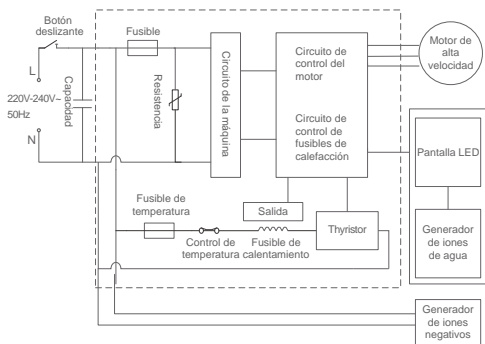 Botón
deslizante
L
220V-240V~
50Hz
N
Capacidad
Fusible
Resistencia
Circuito de la máquina
Circuito de
control del
motor
Circuito de
control de
fusibles de
calefacción
Motor de
alta
velocidad
Pantalla LED
Generador
de iones
de agua
Fusible de
temperatura
Control de
temperatura
Fusible de
calentamiento
Salida
Thyristor
Generador
de iones
negativos